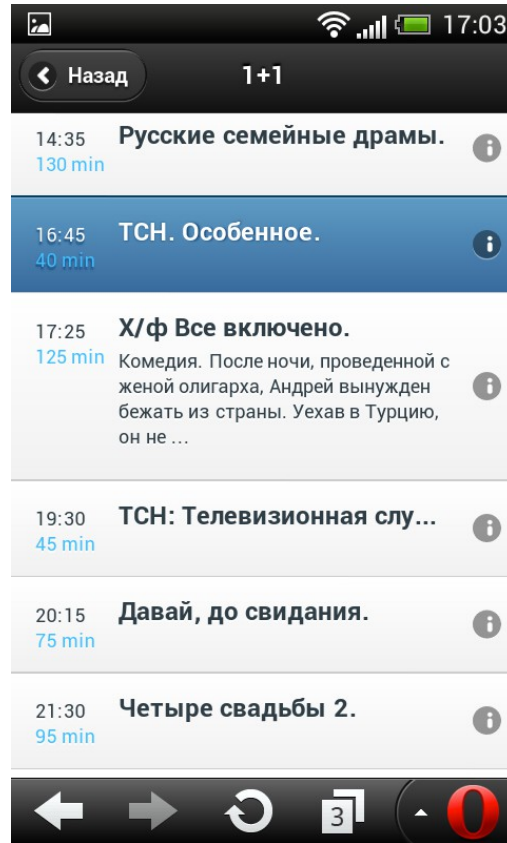 17:03
Назад
1+1
14:35
Русские семейные драмы.
130 min
16:45
ТСН. Особенное.
40 min
17:25
Х/ф Все включено.
125 min
Комедия. После ночи, проведенной с
женой олигарха, Андрей вынужден
бежать из страны. Уехав в Турцию,
он не ...
19:30
ТСН: Телевизионная слу...
45 min
20:15
Давай, до свидания.
75 min
21:30
Четыре свадьбы 2.
95 min
3